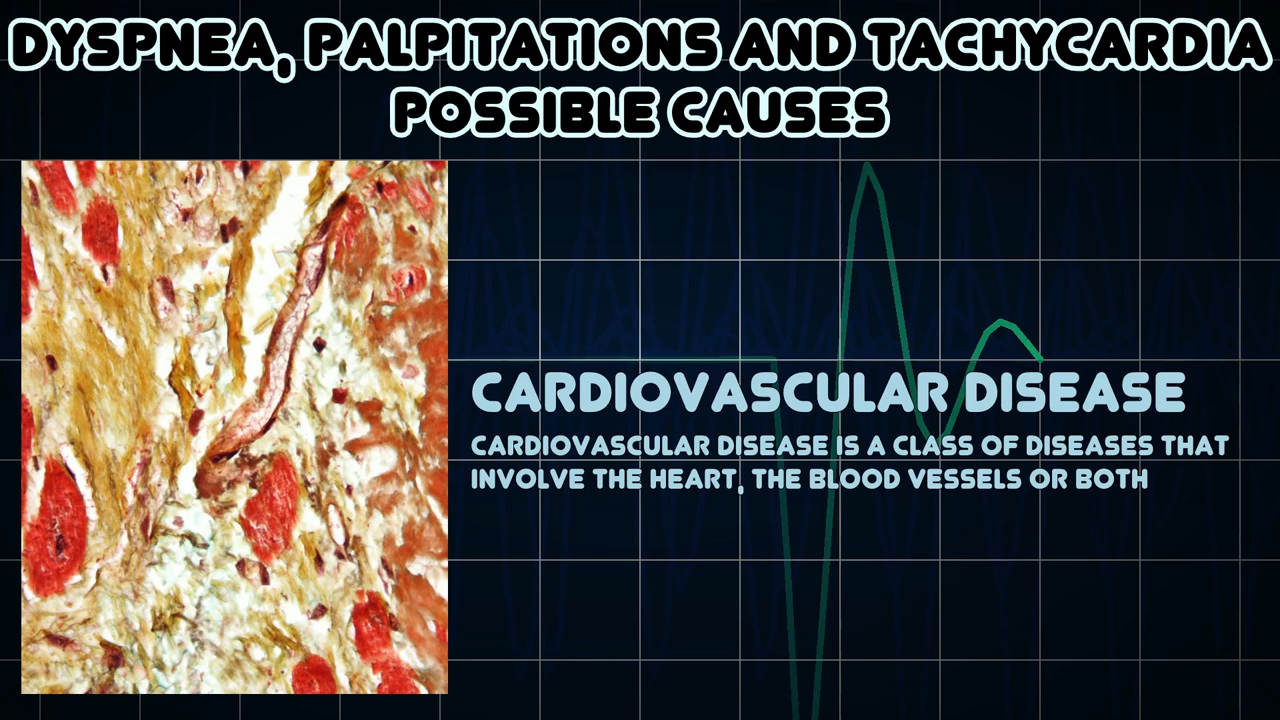 DYSPNEA, PALPITATIONS AND TACHYCARDIA
POSSIBLE CAUSES
CARDIOVASCULAR DISEASE
CARDIOVASCULAR DISEASE IS A CLASS OF DISEASES THAT
INVOLVE THE HEART, THE BLOOD VESSELS OR BOTH